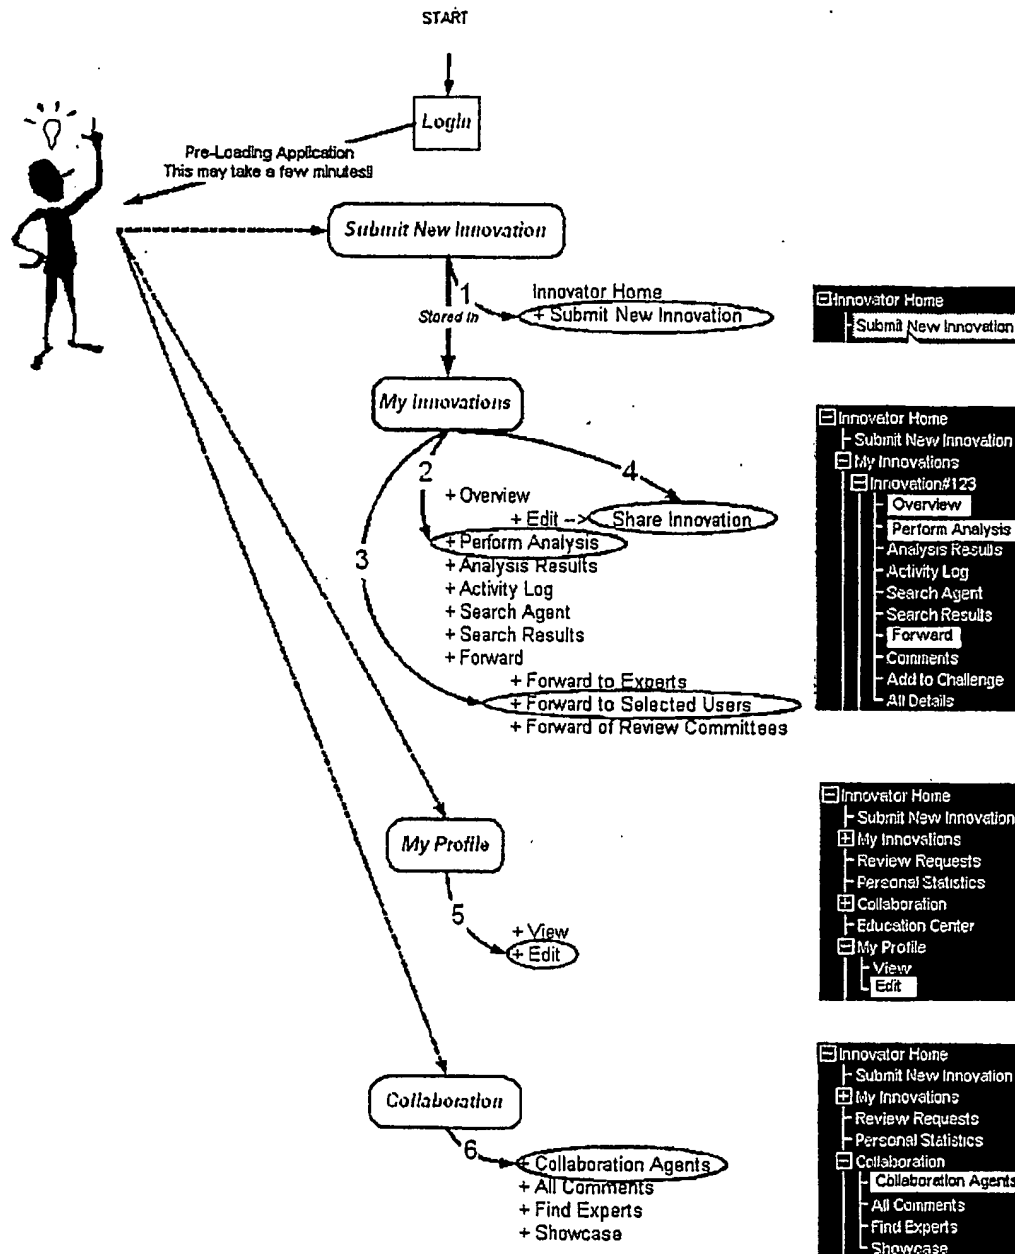 START
Login
Pre-Loading Application
This may take a few minutes!!
Submit New Innovation
1
Stored in
Innovator Home
+ Submit New Innovation
My Innovations
2
4
3
+ Overview
+ Edit -> Share Innovation
+ Perform Analysis
+ Analysis Results
+ Activity Log
+ Search Agent
+ Search Results
+ Forward
+ Forward to Experts
+ Forward to Selected Users
+ Forward of Review Committees
My Profile
5
+ View
+ Edit
Collaboration
6
+ Collaboration Agents
+ All Comments
+ Find Experts
+ Showcase
Innovator Home
Submit New Innovation
Innovator Home
Submit New Innovation
My Innovations
Innovation#123
Overview
Perform Analysis
Analysis Results
Activity Log
Search Agent
Search Results
Forward
Comments
Add to Challenge
All Details
Innovator Home
Submit New Innovation
My Innovations
Review Requests
Personal Statistics
Collaboration
Education Center
My Profile
View
Edit
Innovator Home
Submit New Innovation
My Innovations
Review Requests
Personal Statistics
Collaboration
Collaboration Agents
All Comments
Find Experts
Showcase